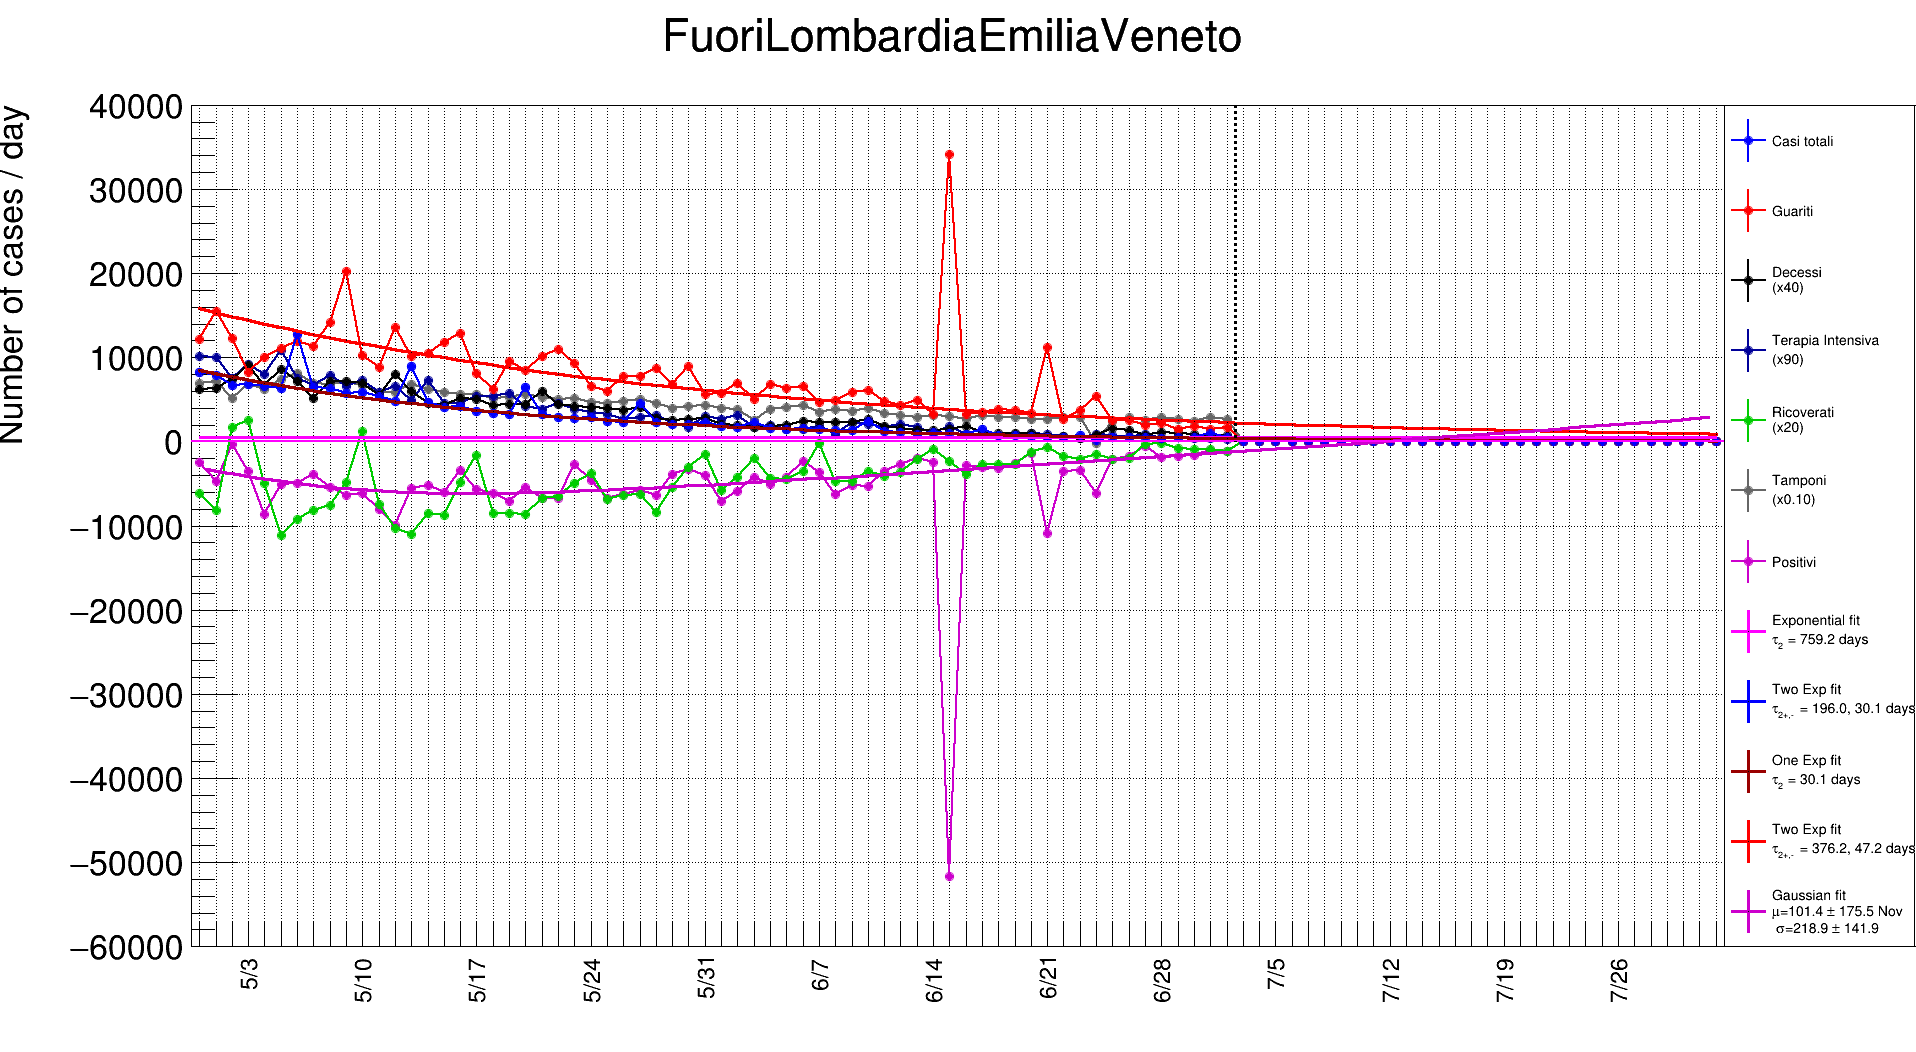 FuoriLombardiaEmiliaVeneto
Number of cases / day
40000
30000
20000
10000
0
−10000
−20000
−30000
−40000
−50000
−60000
5/3
5/10
5/17
5/24
5/31
6/7
6/14
6/21
6/28
7/5
7/12
7/19
7/26
Casi totali
Guariti
Decessi
(x40)
Terapia Intensiva
(x90)
Ricoverati
(x20)
Tamponi
(x0.10)
Positivi
Exponential fit
τ2 = 759.2 days
Two Exp fit
τ2+,- = 196.0, 30.1 days
One Exp fit
τ2 = 30.1 days
Two Exp fit
τ2+,- = 376.2, 47.2 days
Gaussian fit
μ=101.4 ± 175.5 Nov
σ=218.9 ± 141.9